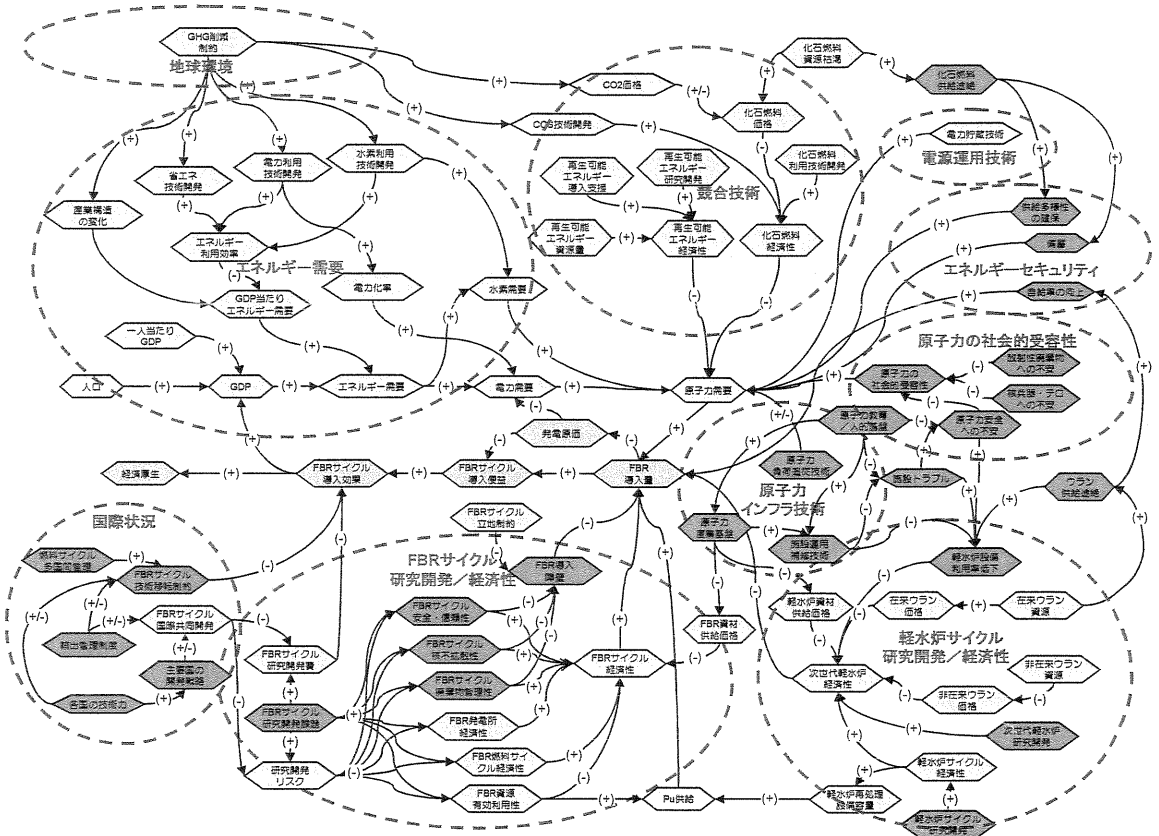 GHG削減
制約
地球環境
CO2価格
CCS技術開発
化石燃料
資源枯渇
化石燃料
供給途絶
化石燃料
価格
化石燃料
利用技術開発
電力貯蔵技術
電源運用技術
省エネ
技術開発
電力利用
技術開発
水素利用
技術開発
産業構造
の変化
エネルギー
利用効率
エネルギー需要
GDP当たり
エネルギー需要
電力化率
水素需要
再生可能
エネルギー
導入支援
再生可能
エネルギー
研究開発
競合技術
再生可能
エネルギー
資源量
再生可能
エネルギー
経済性
化石燃料
経済性
供給多様性
の確保
備蓄
エネルギーセキュリティ
自給率の向上
一人当たり
GDP
人口
GDP
エネルギー需要
電力需要
原子力需要
原子力の社会的受容性
原子力の
社会的受容性
放射性廃棄物
への不安
核兵器・テロ
への不安
原子力安全
への不安
原子力教育
/人的基盤
発電原価
経済厚生
FBRサイクル
導入効果
FBRサイクル
導入便益
FBR
導入量
原子力
負荷追従技術
施設トラブル
ウラン
供給途絶
原子力
インフラ技術
原子力
産業基盤
施設運用
補修技術
軽水炉設備
利用率低下
FBRサイクル
立地制約
国際状況
燃料サイクル
多国間管理
FBRサイクル
技術移転制約
FBRサイクル
国際共同開発
輸出管理制度
主要国の
開発戦略
各国の技術力
FBRサイクル
研究開発/経済性
FBR導入
障壁
FBRサイクル
安全・信頼性
FBRサイクル
核不拡散性
FBRサイクル
廃棄物管理性
FBR発電所
経済性
FBR燃料サイ
クル経済性
FBR資源
有効利用性
FBRサイクル
研究開発費
FBRサイクル
研究開発課題
研究開発
リスク
FBRサイクル
経済性
FBR資材
供給価格
Pu供給
軽水炉資材
供給価格
在来ウラン
価格
在来ウラン
資源
軽水炉サイクル
研究開発/経済性
次世代軽水炉
経済性
非在来ウラン
資源
非在来ウラン
価格
次世代軽水炉
研究開発
軽水炉サイクル
経済性
軽水炉再処理
設備容量
軽水炉サイクル
研究開発